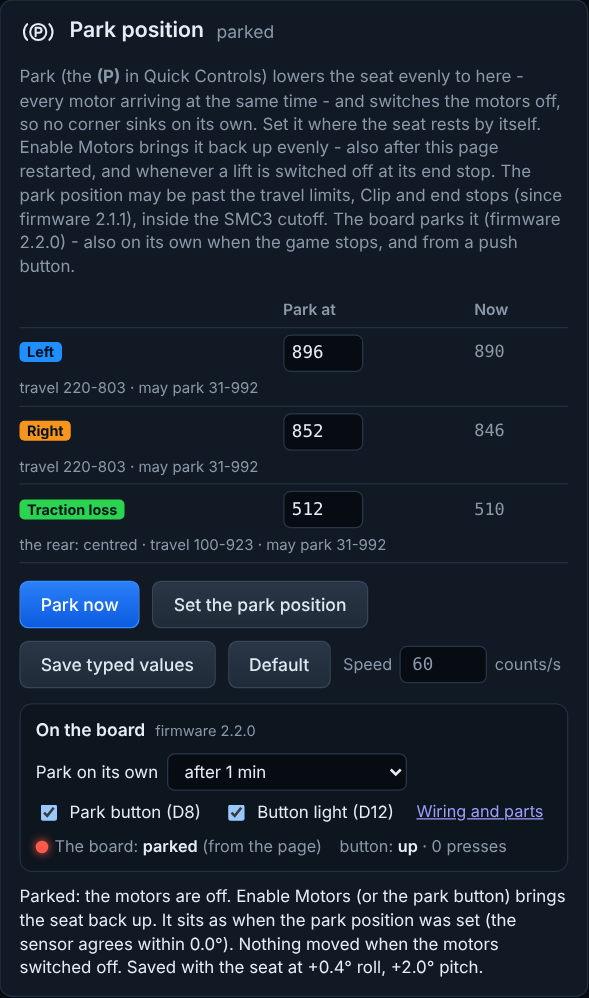 (P) Park position parked
Park (the (P) in Quick Controls) lowers the seat evenly to here -
every motor arriving at the same time - and switches the motors off,
so no corner sinks on its own. Set it where the seat rests by itself.
Enable Motors brings it back up evenly - also after this page
restarted, and whenever a lift is switched off at its end stop. The
park position may be past the travel limits, Clip and end stops (since
firmware 2.1.1), inside the SMC3 cutoff. The board parks it (firmware
2.2.0) - also on its own when the game stops, and from a push
button.
Park at Now
Left 896 890
travel 220-803 · may park 31-992
Right 852 846
travel 220-803 · may park 31-992
Traction loss 512 510
the rear: centred · travel 100-923 · may park 31-992
Park now Set the park position
Save typed values Default Speed 60 counts/s
On the board firmware 2.2.0
Park on its own after 1 min
Park button (D8) Button light (D12) Wiring and parts
The board: parked (from the page) button: up · 0 presses
Parked: the motors are off. Enable Motors (or the park button) brings
the seat back up. It sits as when the park position was set (the
sensor agrees within 0.0°). Nothing moved when the motors
switched off. Saved with the seat at +0.4° roll, +2.0° pitch.